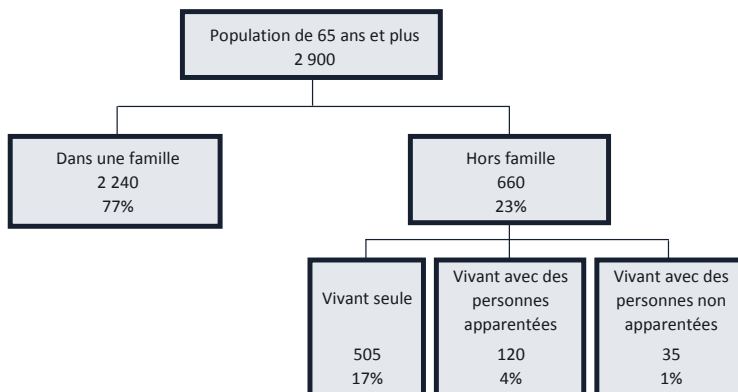 Population de 65 ans et plus
2 900
Dans une famille
2 240
77%
Hors famille
660
23%
Vivant seule
505
17%
Vivant avec des
personnes
apparentées
120
4%
Vivant avec des
personnes non
apparentées
35
1%